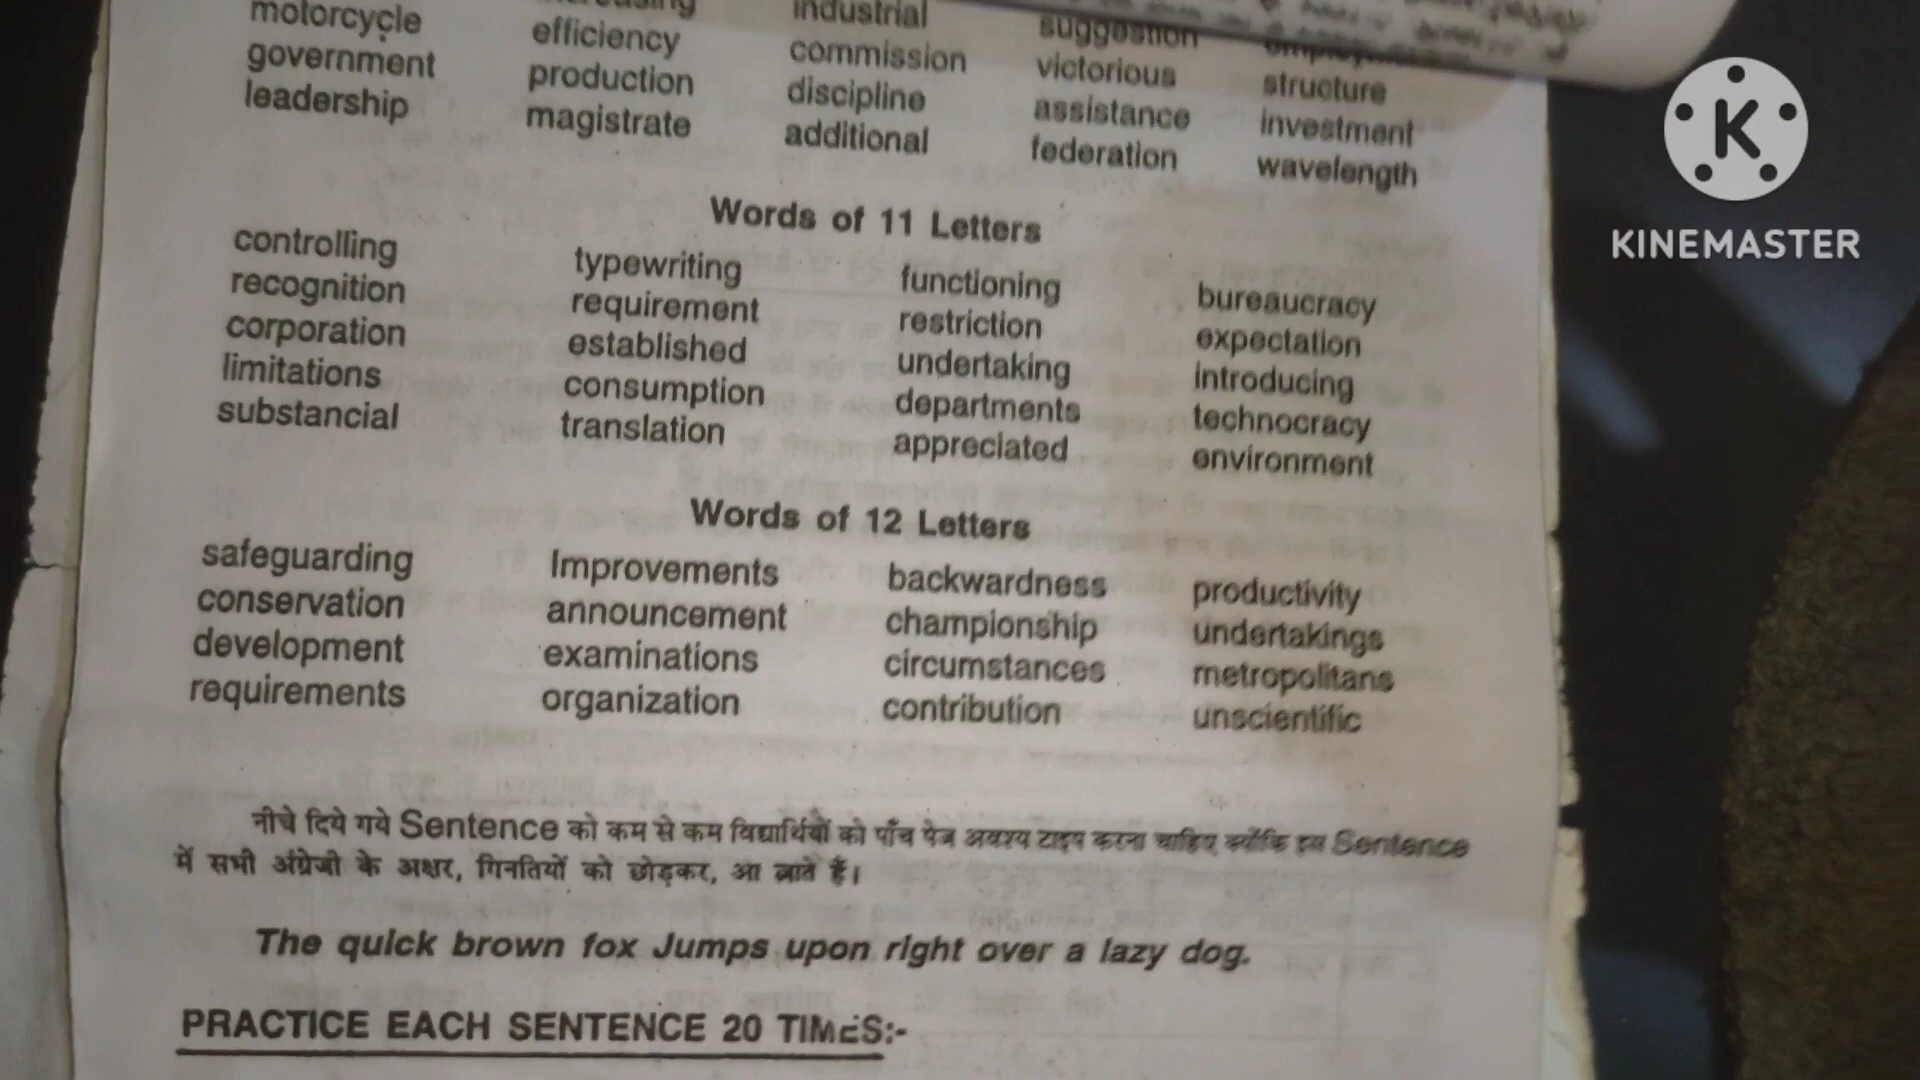 motorcycle efficiency industrial suggestion
government production commission victorious structure
leadership magistrate discipline assistance investment
additional federation wavelength
Words of 11 Letters
controlling typewriting functioning bureaucracy
recognition requirement restriction expectation
corporation established undertaking introducing
limitations consumption departments technocracy
substancial translation appreciated environment
Words of 12 Letters
safeguarding Improvements backwardness productivity
conservation announcement championship undertakings
development examinations circumstances metropolitans
requirements organization contribution unscientific
नीचे दिये गये Sentence को कम से कम विद्यार्थियों को पाँच पेज अवश्य टाइप करना चाहिए क्योंकि इस Sentence
में सभी अंग्रेजी के अक्षर, गिनतियों को छोड़कर, आ जाते हैं।
The quick brown fox Jumps upon right over a lazy dog.
PRACTICE EACH SENTENCE 20 TIMES:-
K
KINEMASTER